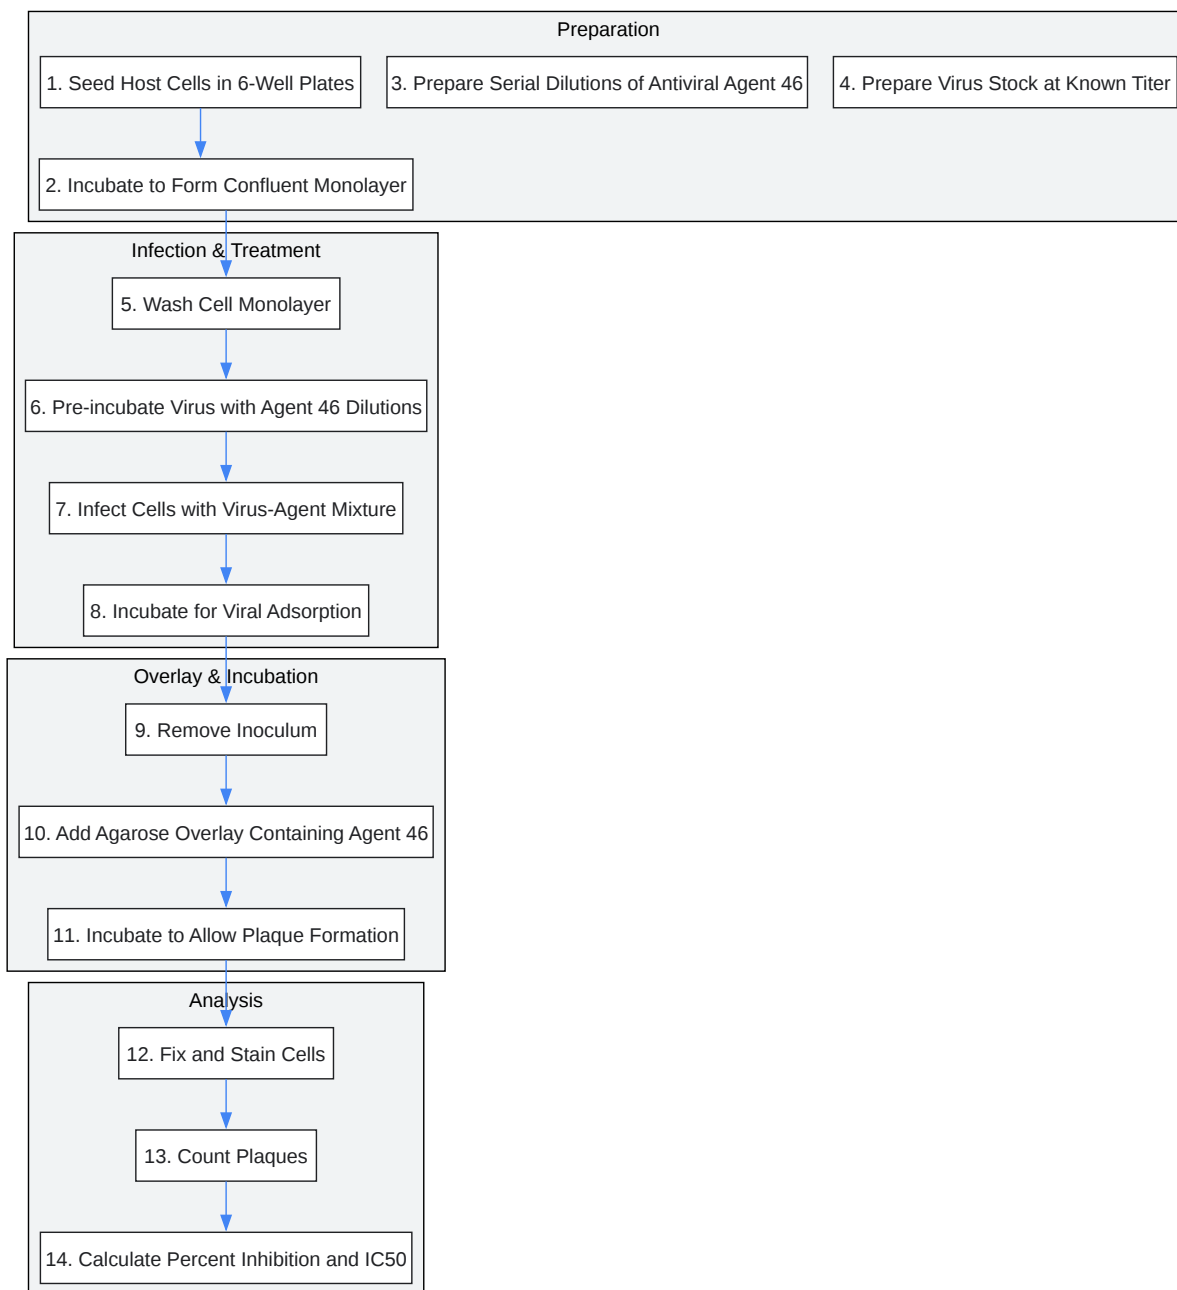 Preparation
1. Seed Host Cells in 6-Well Plates
3. Prepare Serial Dilutions of Antiviral Agent 46
4. Prepare Virus Stock at Known Titer
2. Incubate to Form Confluent Monolayer
Infection & Treatment
5. Wash Cell Monolayer
6. Pre-incubate Virus with Agent 46 Dilutions
7. Infect Cells with Virus-Agent Mixture
8. Incubate for Viral Adsorption
Overlay & Incubation
9. Remove Inoculum
10. Add Agarose Overlay Containing Agent 46
11. Incubate to Allow Plaque Formation
Analysis
12. Fix and Stain Cells
13. Count Plaques
14. Calculate Percent Inhibition and IC50